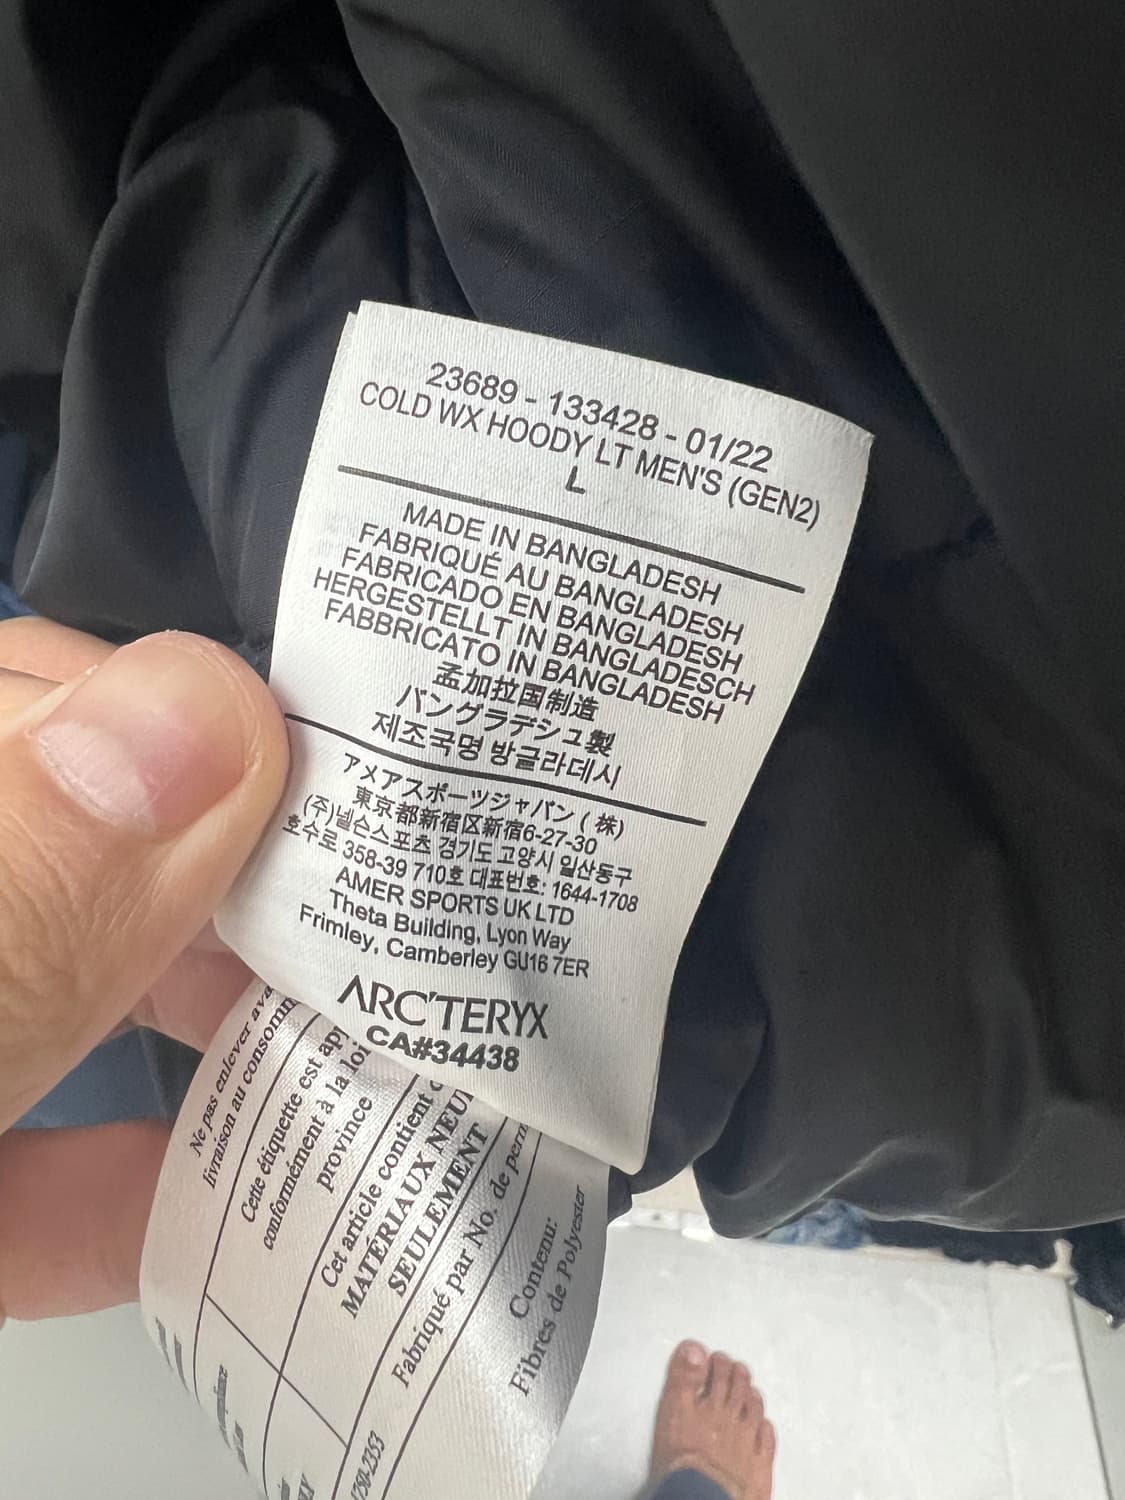 23689 - 133428 - 01/22
COLD WX HOODY LT MEN'S (GEN2)
L
MADE IN BANGLADESH
FABRIQUÉ AU BANGLADESH
FABRICADO EN BANGLADESH
HERGESTELLT IN BANGLADESCH
FABBRICATO IN BANGLADESH
孟加拉国制造
バングラデシュ製
제조국명 방글라데시
アメアスポーツジャパン (株)
東京都新宿区新宿6-27-30
(주)넬슨스포츠 경기도 고양시 일산동구
호수로 358-39 710호 대표번호: 1644-1708
AMER SPORTS UK LTD
Theta Building, Lyon Way
Frimley, Camberley GU16 7ER
ARC'TERYX
CA#34438
Ne pas enlever
livraison au
Cette étiquette est
conformément à la loi
province
Cet article contient
MATÉRIAUX
SEULEMENT
Fabriqué par No. de
Contenu:
Fibres de Polyester